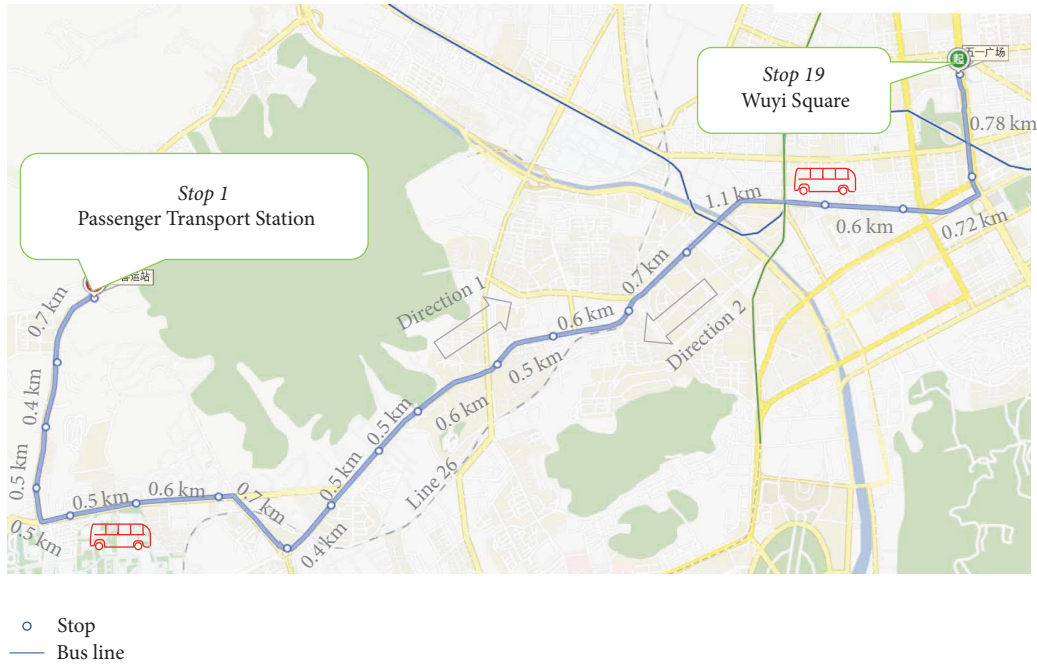 Stop 19
Wuyi Square
起
五一广场
0.78 km
Stop 1
Passenger Transport Station
客运站
1.1 km
0.6 km
0.72 km
0.7 km
0.7 km
Direction 1
Direction 2
0.6 km
0.5 km
0.4 km
0.5 km
0.6 km
0.5 km
0.5 km
0.6 km
0.5 km
0.7 km
Line 26
0.5 km
0.4 km
Stop
Bus line